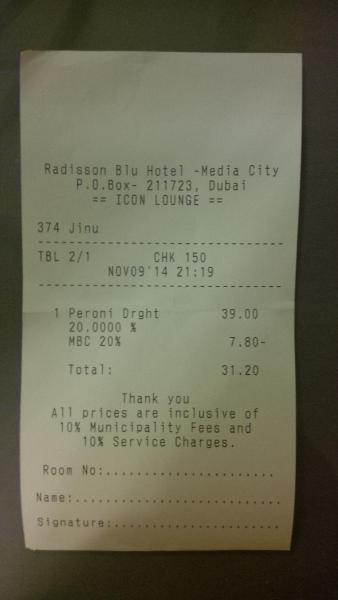 Radisson Blu Hotel -Media City
P.O.Box- 211723, Dubai
== ICON LOUNGE ==
374 Jinu
--------------------------------
TBL 2/1 CHK 150
NOV09'14 21:19
--------------------------------
1 Peroni Drght 39.00
20.0000 %
MBC 20% 7.80-
Total: 31.20
Thank you
All prices are inclusive of
10% Municipality Fees and
10% Service Charges.
Room No:......................
Name:...........................
Signature:......................